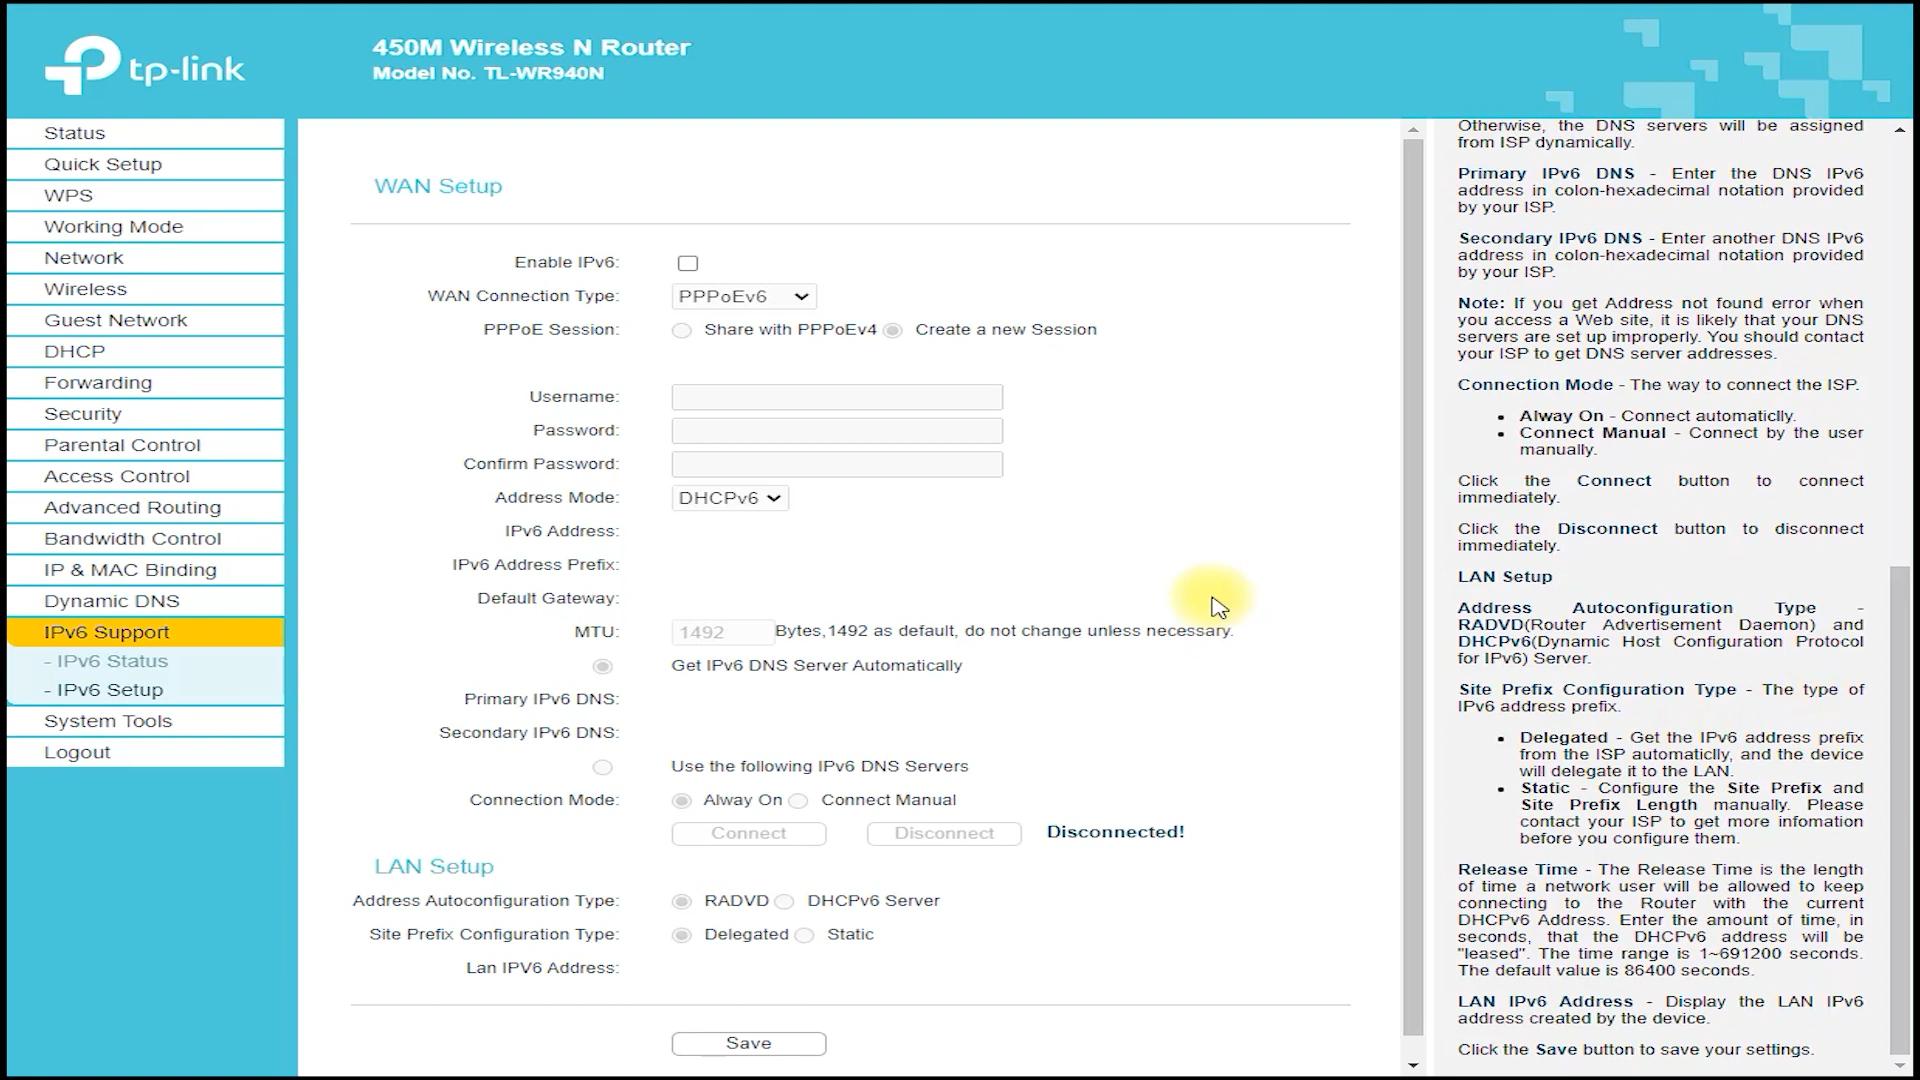 tp-link
450M Wireless N Router
Model No. TL-WR940N
Status
Quick Setup
WPS
Working Mode
Network
Wireless
Guest Network
DHCP
Forwarding
Security
Parental Control
Access Control
Advanced Routing
Bandwidth Control
IP & MAC Binding
Dynamic DNS
IPv6 Support
- IPv6 Status
- IPv6 Setup
System Tools
Logout
WAN Setup
Enable IPv6:
WAN Connection Type: PPPoEv6
PPPoE Session: Share with PPPoEv4 Create a new Session
Username:
Password:
Confirm Password:
Address Mode: DHCPv6
IPv6 Address:
IPv6 Address Prefix:
Default Gateway:
MTU: 1492 Bytes,1492 as default, do not change unless necessary.
Get IPv6 DNS Server Automatically
Primary IPv6 DNS:
Secondary IPv6 DNS:
Use the following IPv6 DNS Servers
Connection Mode: Alway On Connect Manual
Connect Disconnect Disconnected!
LAN Setup
Address Autoconfiguration Type: RADVD DHCPv6 Server
Site Prefix Configuration Type: Delegated Static
Lan IPV6 Address:
Save
Otherwise, the DNS servers will be assigned
from ISP dynamically.
Primary IPv6 DNS - Enter the DNS IPv6
address in colon-hexadecimal notation provided
by your ISP.
Secondary IPv6 DNS - Enter another DNS IPv6
address in colon-hexadecimal notation provided
by your ISP.
Note: If you get Address not found error when
you access a Web site, it is likely that your DNS
servers are set up improperly. You should contact
your ISP to get DNS server addresses.
Connection Mode - The way to connect the ISP.
• Alway On - Connect automaticlly.
• Connect Manual - Connect by the user
manually.
Click the Connect button to connect
immediately.
Click the Disconnect button to disconnect
immediately.
LAN Setup
Address Autoconfiguration Type -
RADVD(Router Advertisement Daemon) and
DHCPv6(Dynamic Host Configuration Protocol
for IPv6) Server.
Site Prefix Configuration Type - The type of
IPv6 address prefix.
• Delegated - Get the IPv6 address prefix
from the ISP automaticlly, and the device
will delegate it to the LAN.
• Static - Configure the Site Prefix and
Site Prefix Length manually. Please
contact your ISP to get more infomation
before you configure them.
Release Time - The Release Time is the length
of time a network user will be allowed to keep
connecting to the Router with the current
DHCPv6 Address. Enter the amount of time, in
seconds, that the DHCPv6 address will be
"leased". The time range is 1~691200 seconds.
The default value is 86400 seconds.
LAN IPv6 Address - Display the LAN IPv6
address created by the device.
Click the Save button to save your settings.